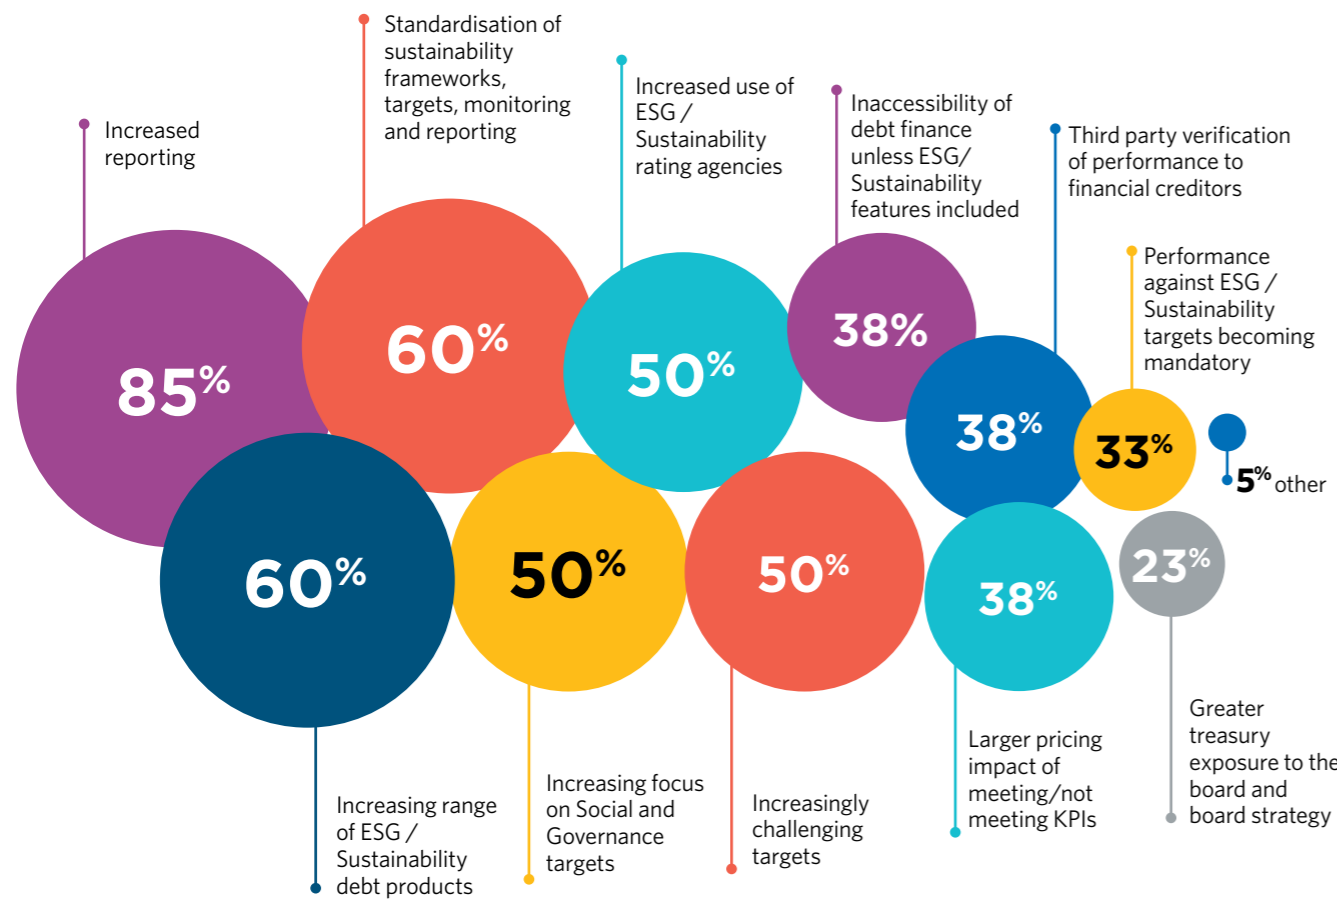 Standardisation of
sustainability
frameworks,
targets, monitoring
and reporting
Increased
reporting
Increased use of
ESG /
Sustainability
rating agencies
Inaccessibility of
debt finance
unless ESG/
Sustainability
features included
Third party verification
of performance to
financial creditors
Performance
against ESG /
Sustainability
targets becoming
mandatory
85%
60%
50%
38%
38%
33%
5% other
60%
50%
50%
38%
23%
Increasing range
of ESG /
Sustainability
debt products
Increasing focus
on Social and
Governance
targets
Increasingly
challenging
targets
Larger pricing
impact of
meeting/not
meeting KPIs
Greater
treasury
exposure to the
board and
board strategy